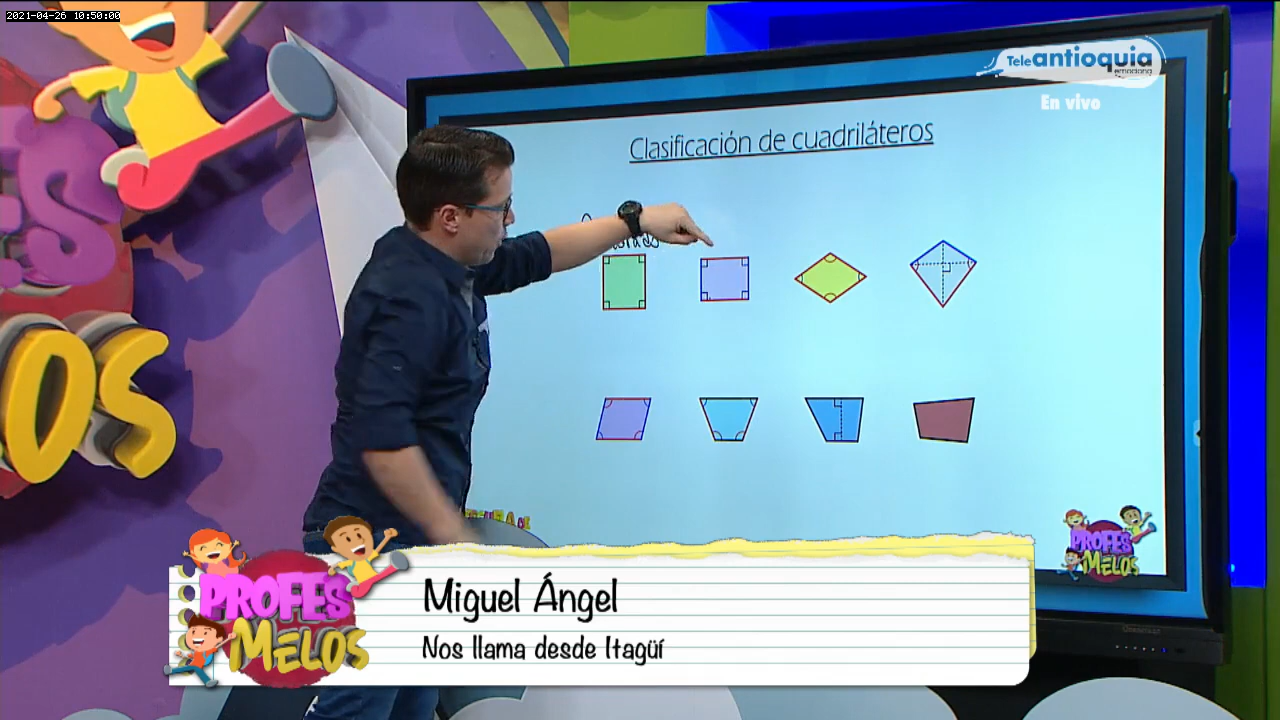 2021-04-26 10:50:00
Teleantioquia
emociona
En vivo
Clasificación de cuadriláteros
PROFES
MELOS
Miguel Ángel
Nos llama desde Itagüí
PROFES
MELOS